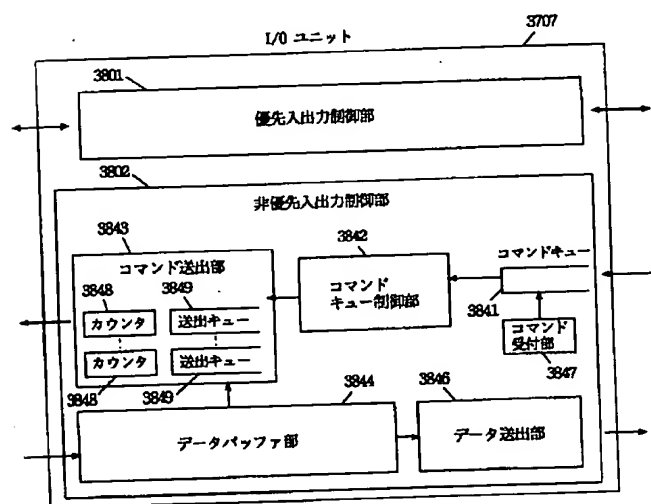 I/O ユニット
3707
3801
優先入出力制御部
3802
非優先入出力制御部
3843
コマンド送出部
3848
3849
カウンタ
送出キュー
カウンタ
送出キュー
3848
3849
3842
コマンド
キュー制御部
コマンドキュー
3841
コマンド
受付部
3847
3844
データバッファ部
3846
データ送出部